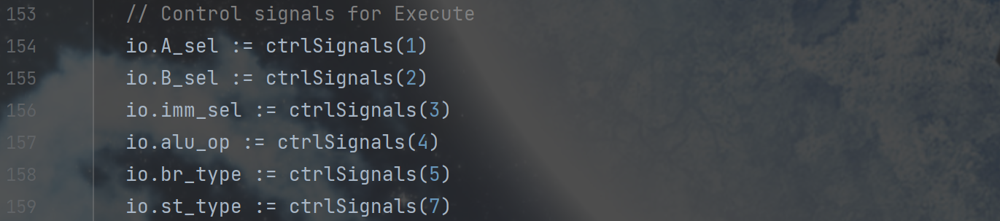 153 // Control signals for Execute
154 io.A_sel := ctrlSignals(1)
155 io.B_sel := ctrlSignals(2)
156 io.imm_sel := ctrlSignals(3)
157 io.alu_op := ctrlSignals(4)
158 io.br_type := ctrlSignals(5)
159 io.st_type := ctrlSignals(7)